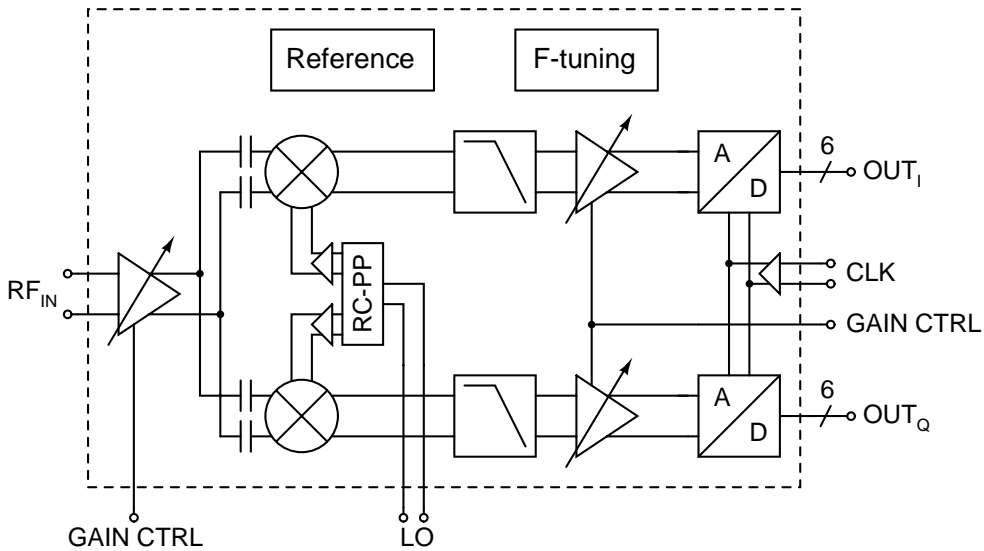 Reference
F-tuning
A
D
6
OUT_I
RF_IN
RC-PP
CLK
GAIN CTRL
A
D
6
OUT_Q
GAIN CTRL
LO